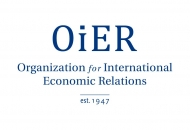 OiER
Organization for International
Economic Relations
est. 1947